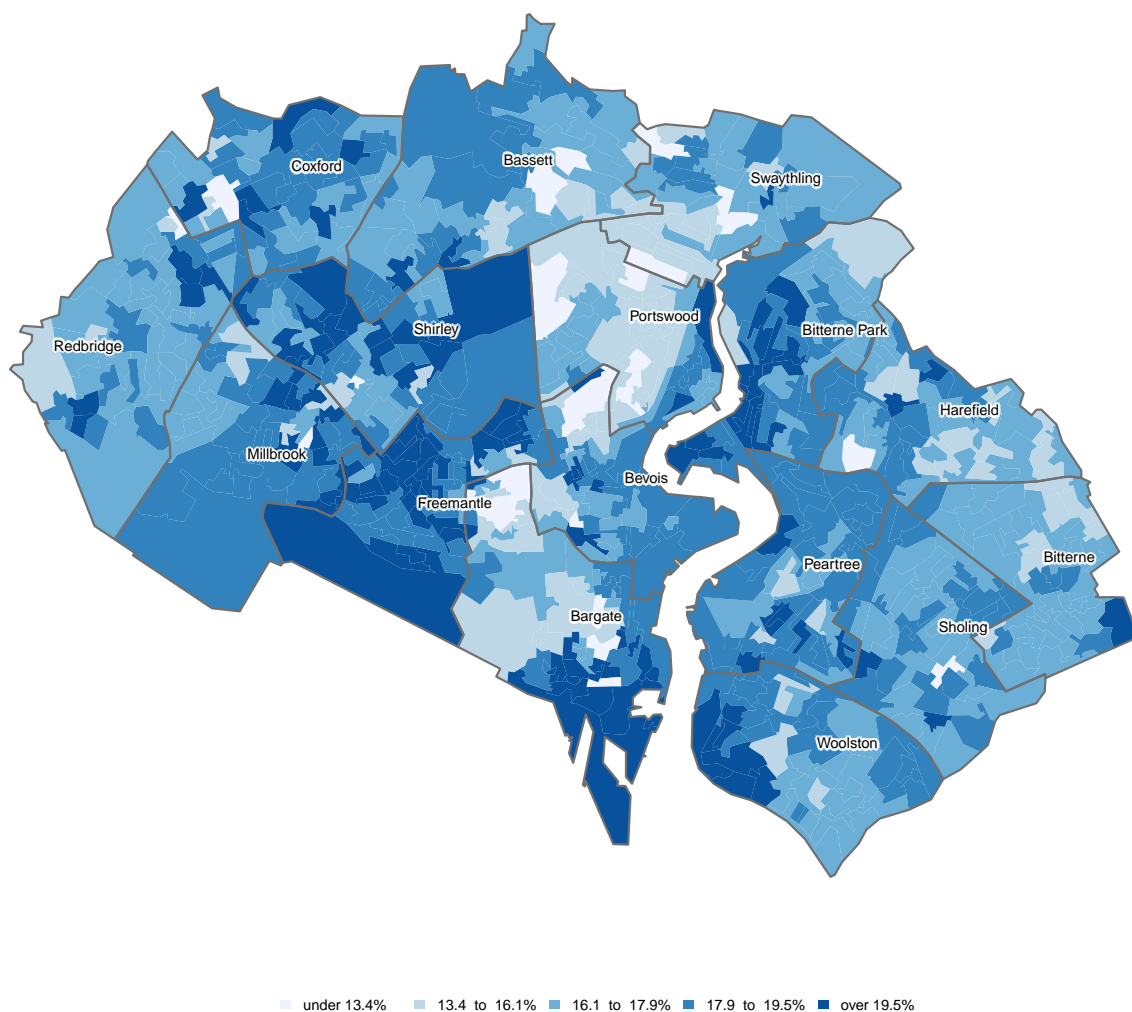 Coxford
Bassett
Swaythling
Portswood
Shirley
Bitterne Park
Redbridge
Harefield
Millbrook
Bevois
Freemantle
Bitterne
Peartree
Bargate
Sholing
Woolston
under 13.4% 13.4 to 16.1% 16.1 to 17.9% 17.9 to 19.5% over 19.5%